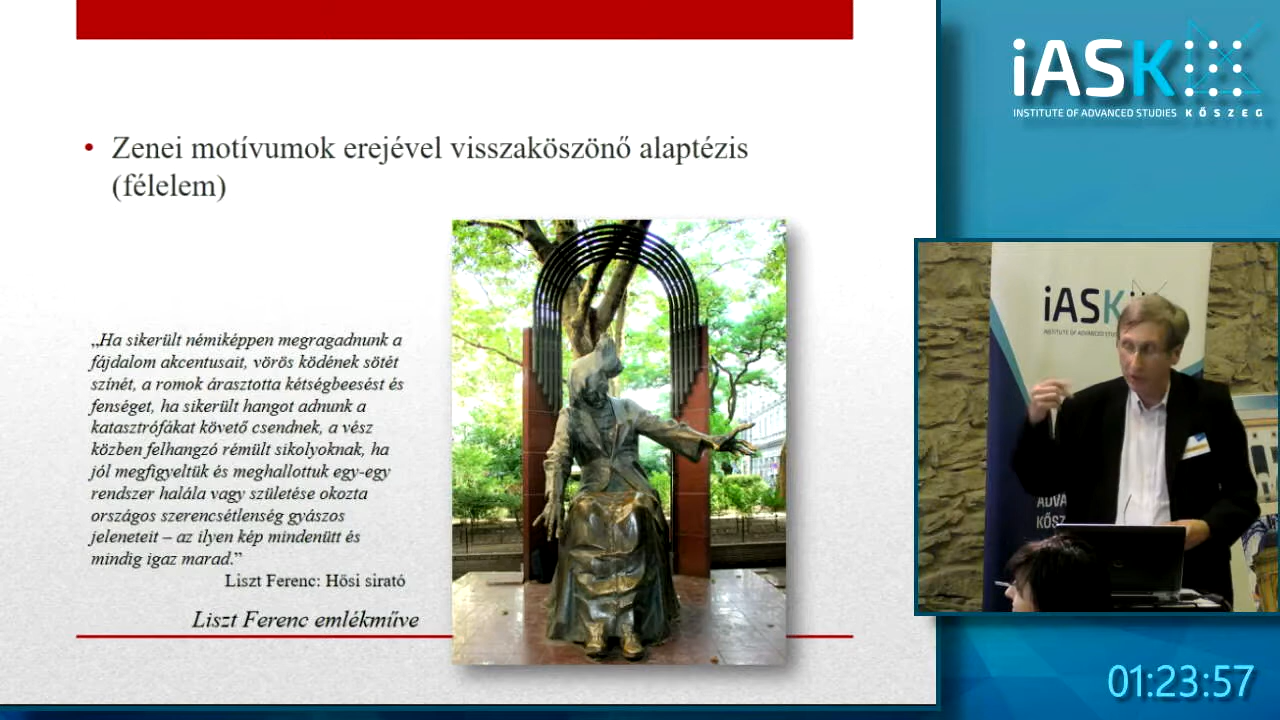 • Zenei motívumok erejével visszaköszönő alaptézis
(félelem)
„Ha sikerült némiképpen megragadnunk a
fájdalom akcentusait, vörös ködének sötét
színét, a romok árasztotta kétségbeesést és
fenséget, ha sikerült hangot adnunk a
katasztrófákat követő csendnek, a vész
közben felhangzó rémült sikolyoknak, ha
jól megfigyeltük és meghallottuk egy-egy
rendszer halála vagy születése okozta
országos szerencsétlenség gyászos
jeleneteit – az ilyen kép mindenütt és
mindig igaz marad.”
Liszt Ferenc: Hősi sirató
Liszt Ferenc emlékműve
iASK
INSTITUTE OF ADVANCED STUDIES KŐSZEG
iASK
INSTITUTE OF ADVANCED
ADVA
KŐSZ
01:23:57